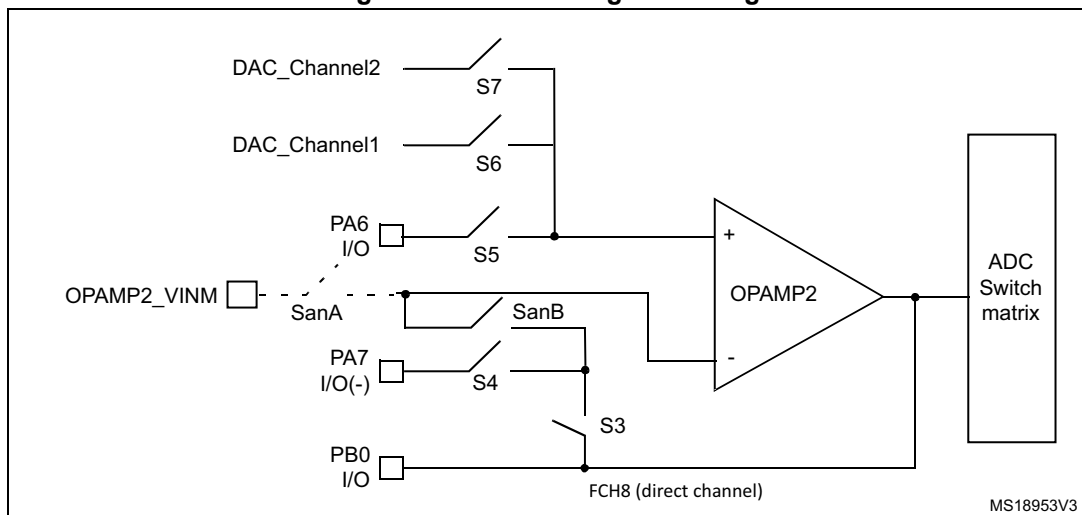 DAC_Channel2
S7
DAC_Channel1
S6
PA6
I/O
S5
+
ADC
Switch
matrix
OPAMP2
OPAMP2_VINM
SanA
SanB
-
PA7
I/O(-)
S4
S3
PB0
I/O
FCH8 (direct channel)
MS18953V3